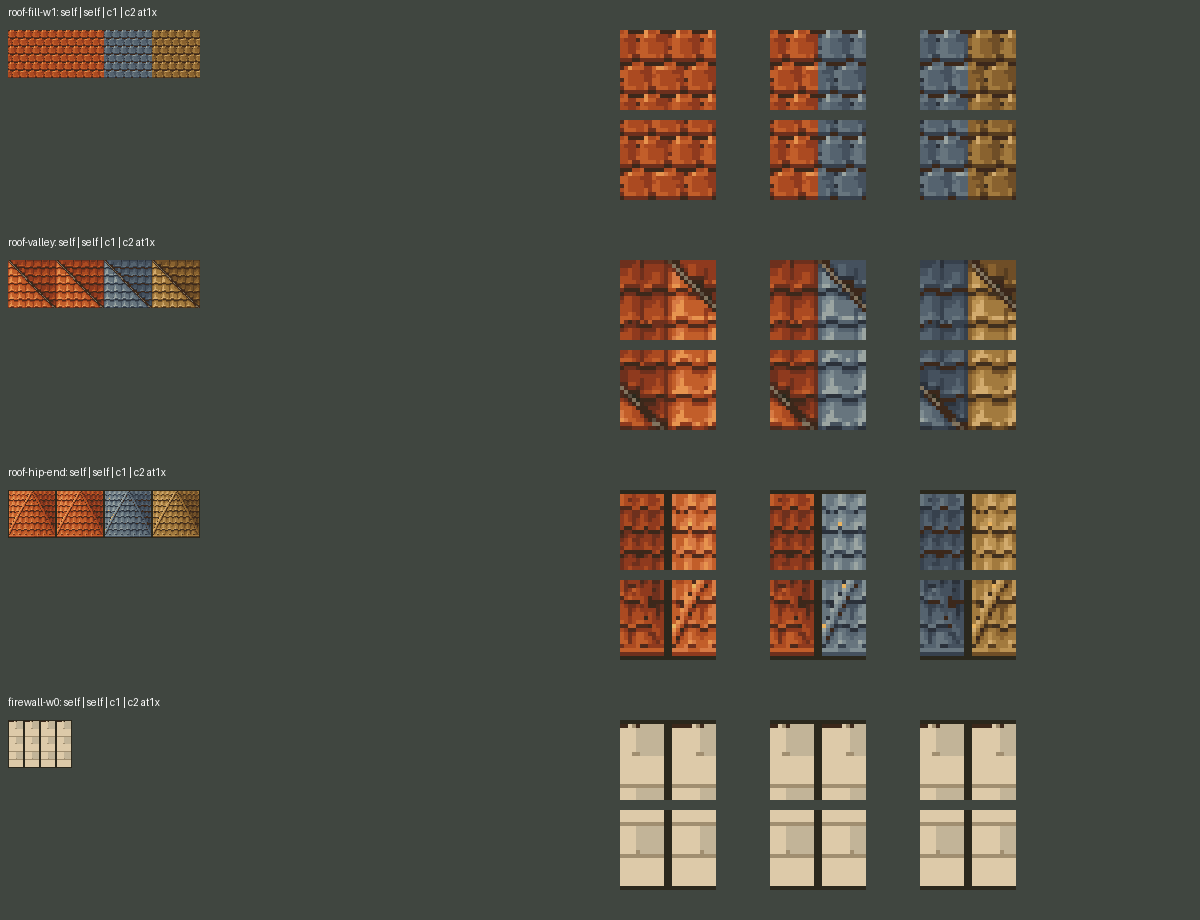 roof-fill-w1: self | self | c1 | c2 at1x
roof-valley: self | self | c1 | c2 at1x
roof-hip-end: self | self | c1 | c2 at1x
firewall-w0: self | self | c1 | c2 at1x